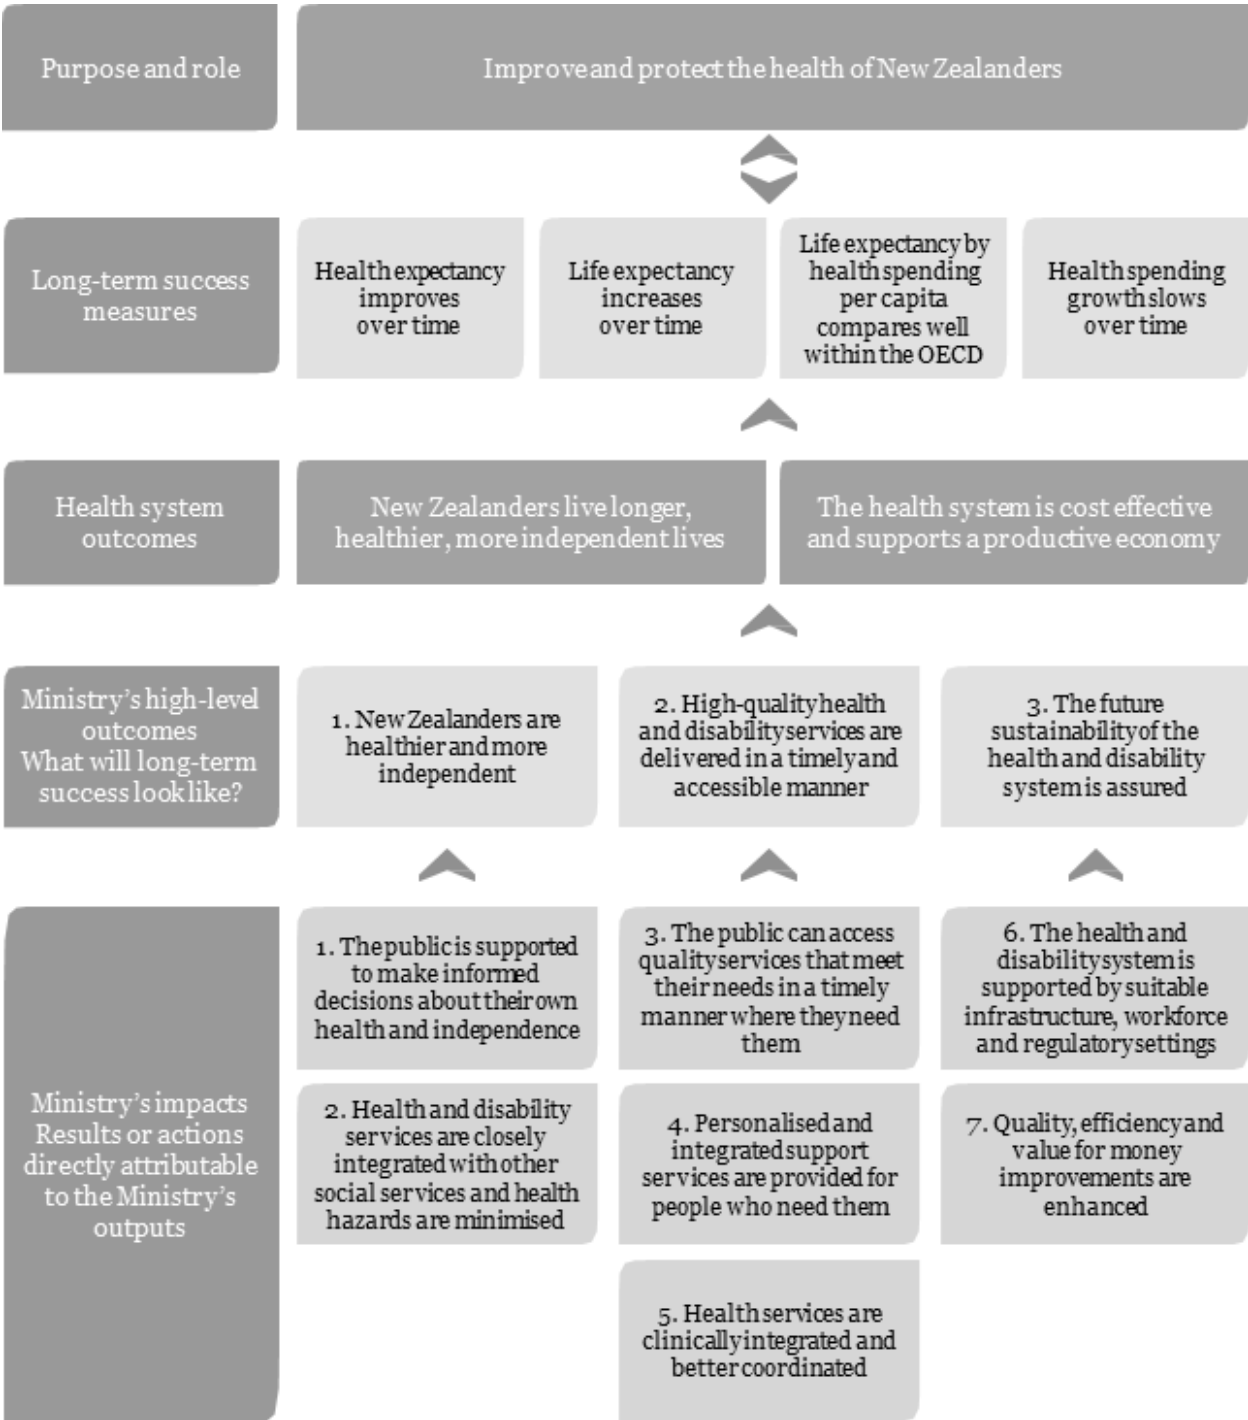 Purpose and role
Improve and protect the health of New Zealanders
Long-term success
measures
Health expectancy
improves
over time
Life expectancy
increases
over time
Life expectancy by
health spending
per capita
compares well
within the OECD
Health spending
growth slows
over time
Health system
outcomes
New Zealanders live longer,
healthier, more independent lives
The health system is cost effective
and supports a productive economy
Ministry's high-level
outcomes
What will long-term
success look like?
1. New Zealanders are
healthier and more
independent
2. High-quality health
and disability services are
delivered in a timely and
accessible manner
3. The future
sustainability of the
health and disability
system is assured
Ministry's impacts
Results or actions
directly attributable
to the Ministry's
outputs
1. The public is supported
to make informed
decisions about their own
health and independence
2. Health and disability
services are closely
integrated with other
social services and health
hazards are minimised
3. The public can access
quality services that meet
their needs in a timely
manner where they need
them
4. Personalised and
integrated support
services are provided for
people who need them
5. Health services are
clinically integrated and
better coordinated
6. The health and
disability system is
supported by suitable
infrastructure, workforce
and regulatory settings
7. Quality, efficiency and
value for money
improvements are
enhanced